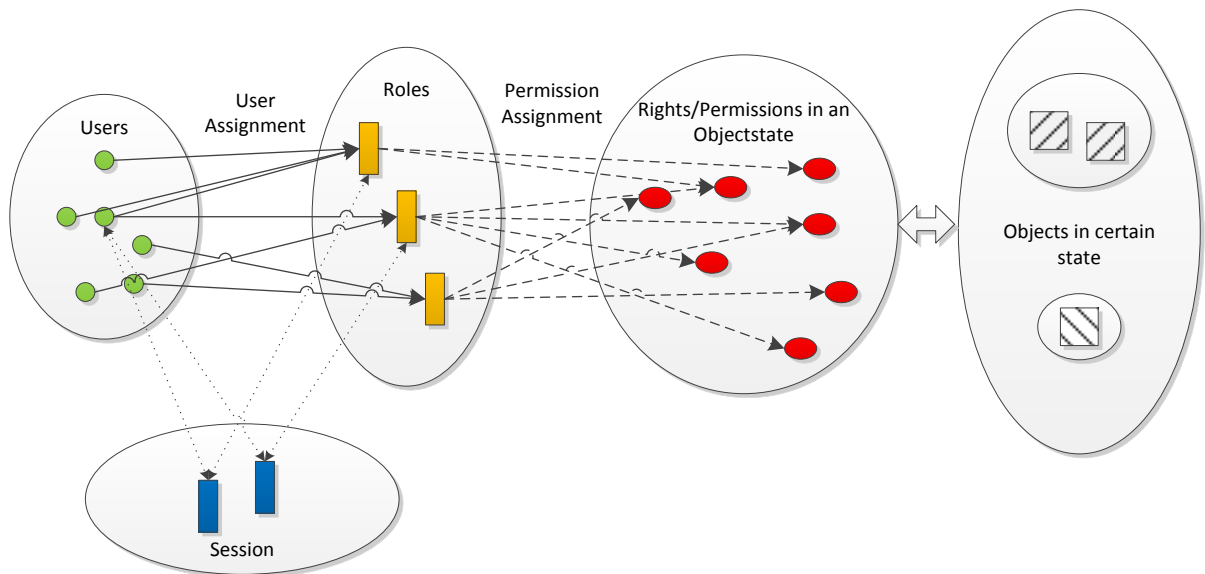 Users
User
Assignment
Roles
Permission
Assignment
Rights/Permissions in an
Objectstate
Objects in certain
state
Session